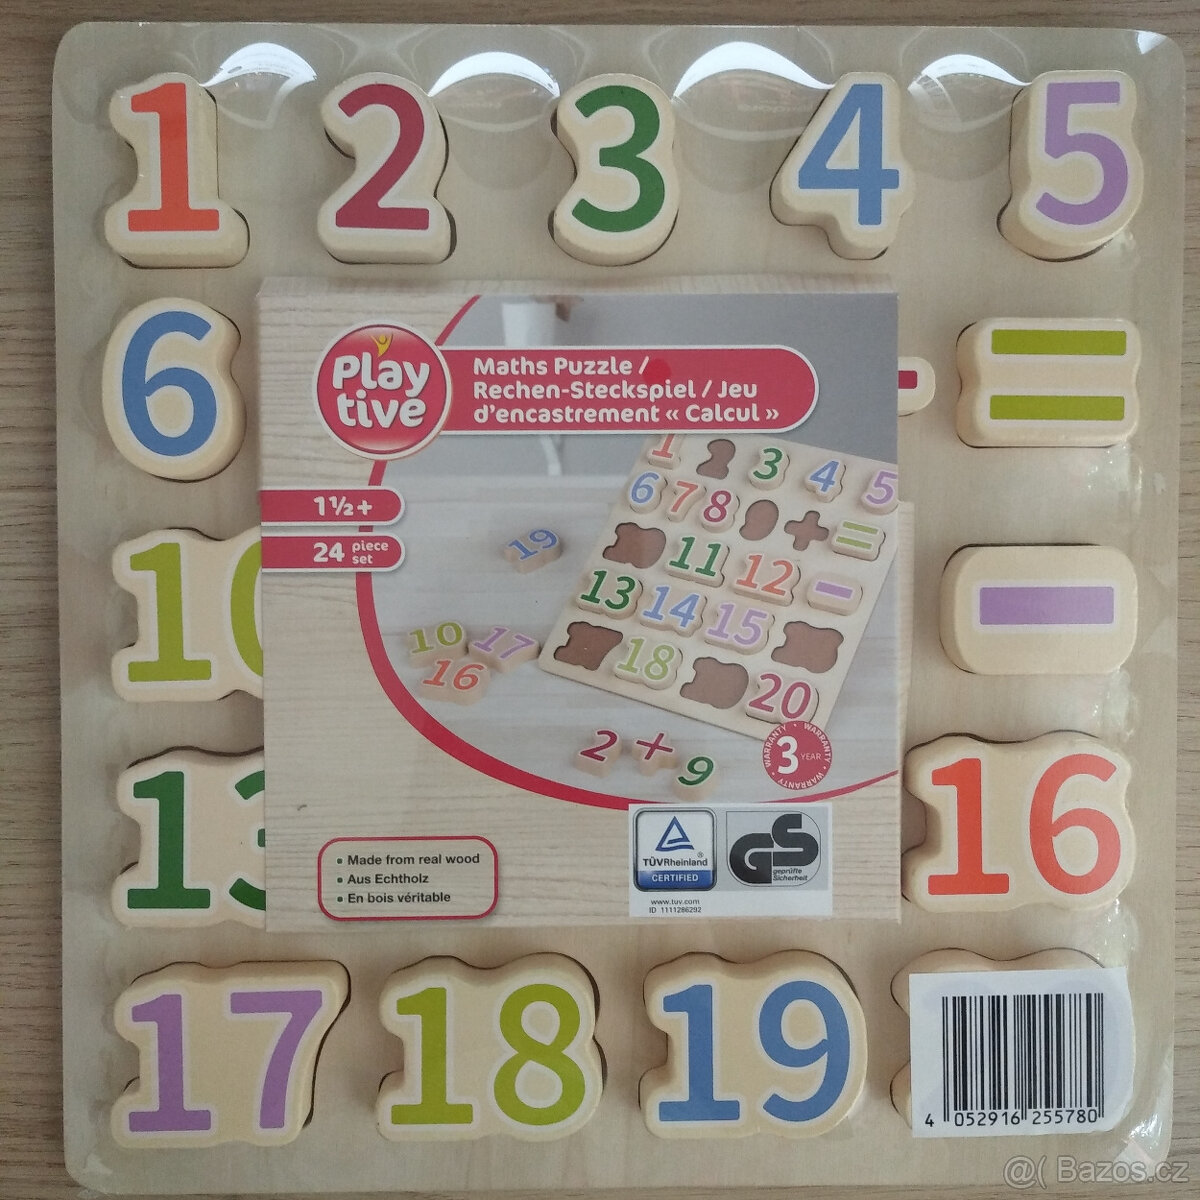 1 2 3 4 5
6 =
Play
tive
Maths Puzzle /
Rechen-Steckspiel / Jeu
d'encastrement « Calcul »
1½+
24 piece
set
1 3 4 5
6 7 8 + =
11 12 -
13 14 15
18
20
19
10 17
16
2 + 9
WARRANTY • WARRANTY • WARRANTY
3 YEAR
10 -
13 16
• Made from real wood
• Aus Echtholz
• En bois véritable
TÜVRheinland®
CERTIFIED
www.tuv.com
ID 1111286292
GS
geprüfte
Sicherheit
17 18 19
4 052916 255780
@( Bazos.cz